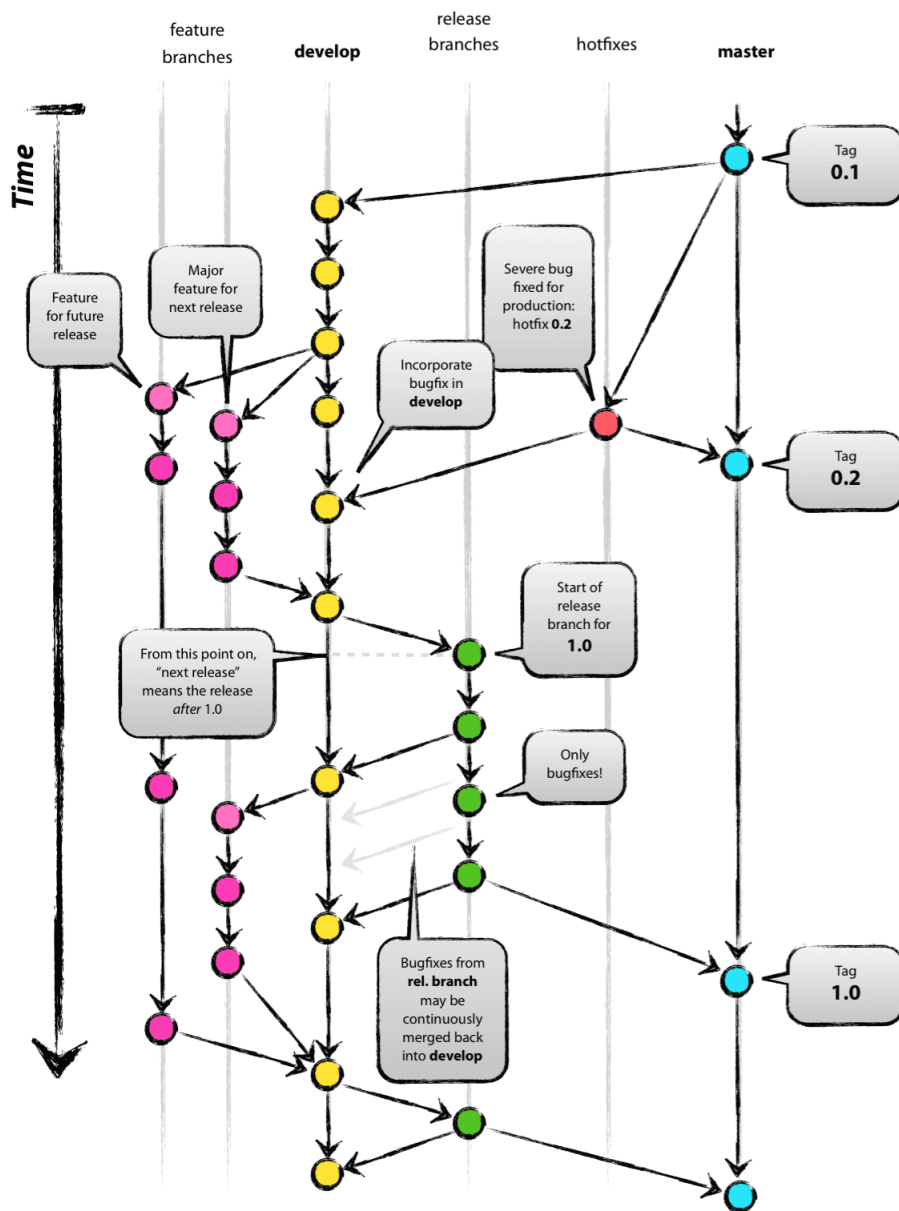 feature
branches
develop
release
branches
hotfixes
master
Time
Tag
0.1
Major
feature for
next release
Feature
for future
release
Severe bug
fixed for
production:
hotfix 0.2
Incorporate
bugfix in
develop
Tag
0.2
Start of
release
branch for
1.0
From this point on,
“next release”
means the release
after 1.0
Only
bugfixes!
Bugfixes from
rel. branch
may be
continuously
merged back
into develop
Tag
1.0